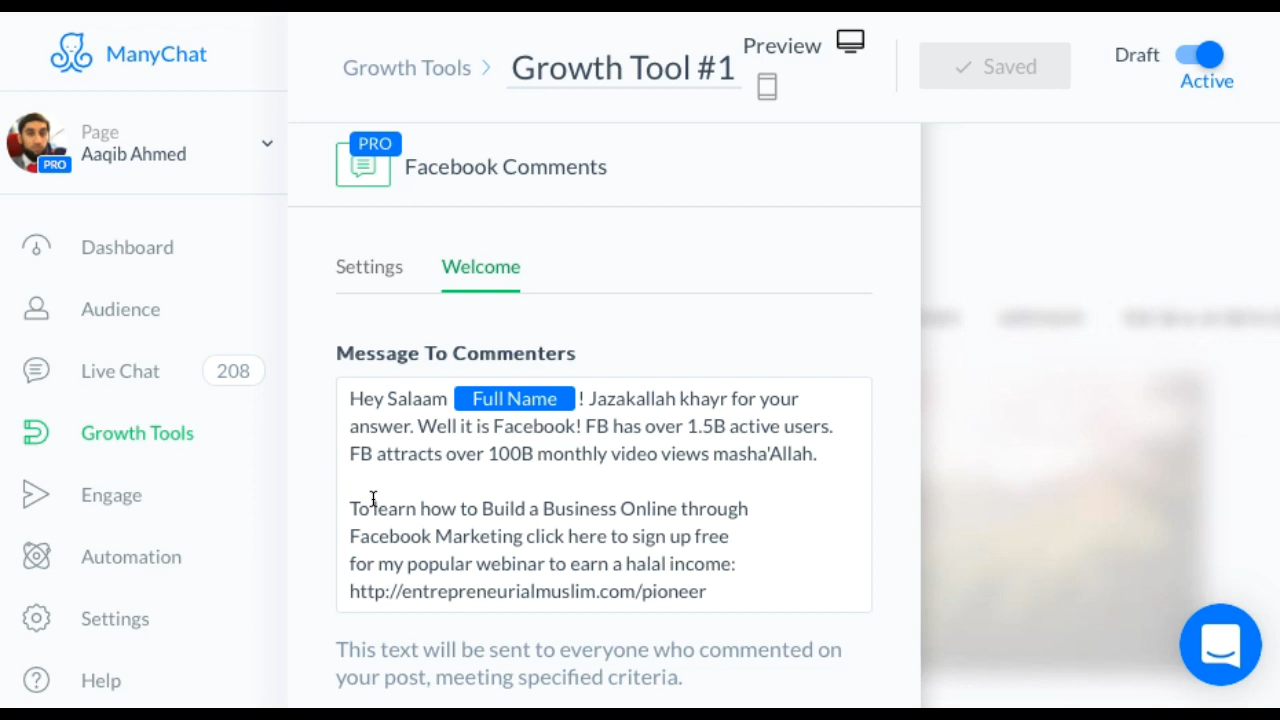 ManyChat
Growth Tools
Growth Tool #1
Preview
Saved
Draft
Active
Page
Aaqib Ahmed
PRO
Dashboard
Audience
Live Chat 208
Growth Tools
Engage
Automation
Settings
Help
PRO
Facebook Comments
Settings Welcome
Message To Commenters
Hey Salaam Full Name ! Jazakallah khayr for your
answer. Well it is Facebook! FB has over 1.5B active users.
FB attracts over 100B monthly video views masha'Allah.
To learn how to Build a Business Online through
Facebook Marketing click here to sign up free
for my popular webinar to earn a halal income:
http://entrepreneurialmuslim.com/pioneer
This text will be sent to everyone who commented on
your post, meeting specified criteria.